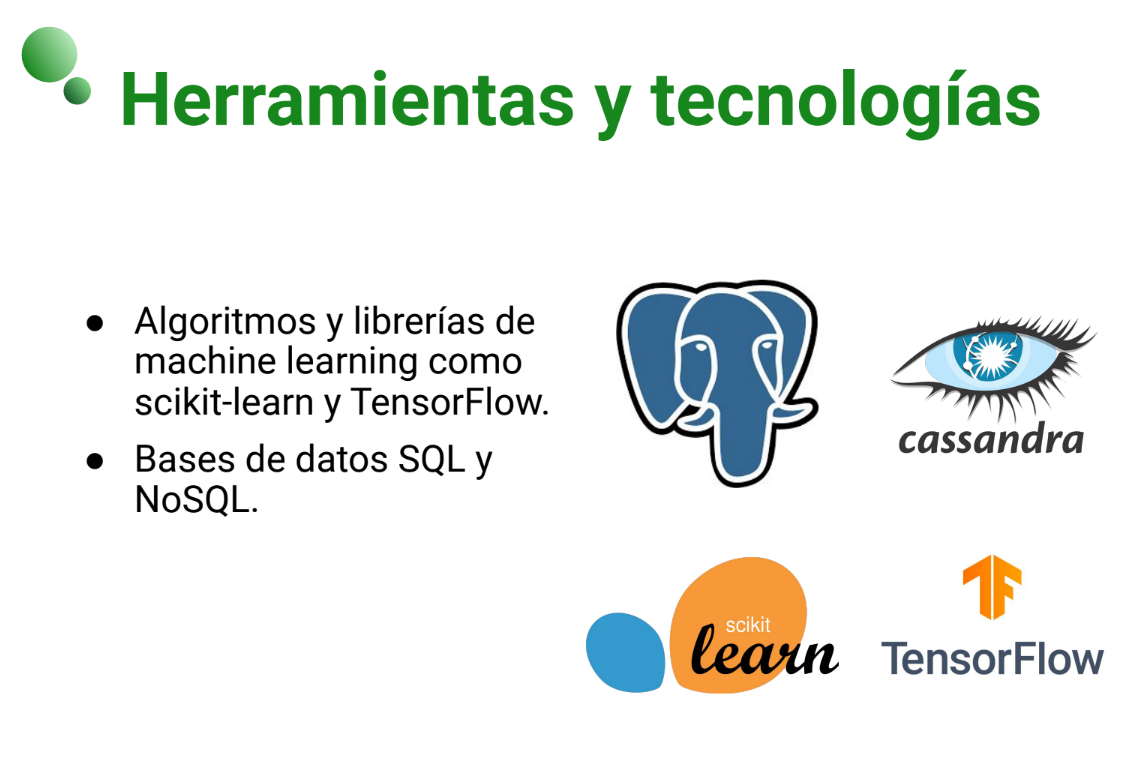 Herramientas y tecnologías
● Algoritmos y librerías de
machine learning como
scikit-learn y TensorFlow.
● Bases de datos SQL y
NoSQL.
cassandra
scikit
learn
TensorFlow